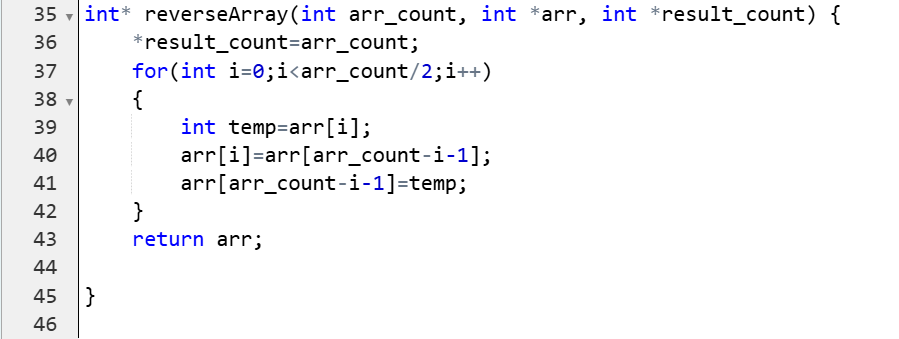 35 int* reverseArray(int arr_count, int *arr, int *result_count) {
36     *result_count=arr_count;
37     for(int i=0;i<arr_count/2;i++)
38     {
39         int temp=arr[i];
40         arr[i]=arr[arr_count-i-1];
41         arr[arr_count-i-1]=temp;
42     }
43     return arr;
44
45 }
46